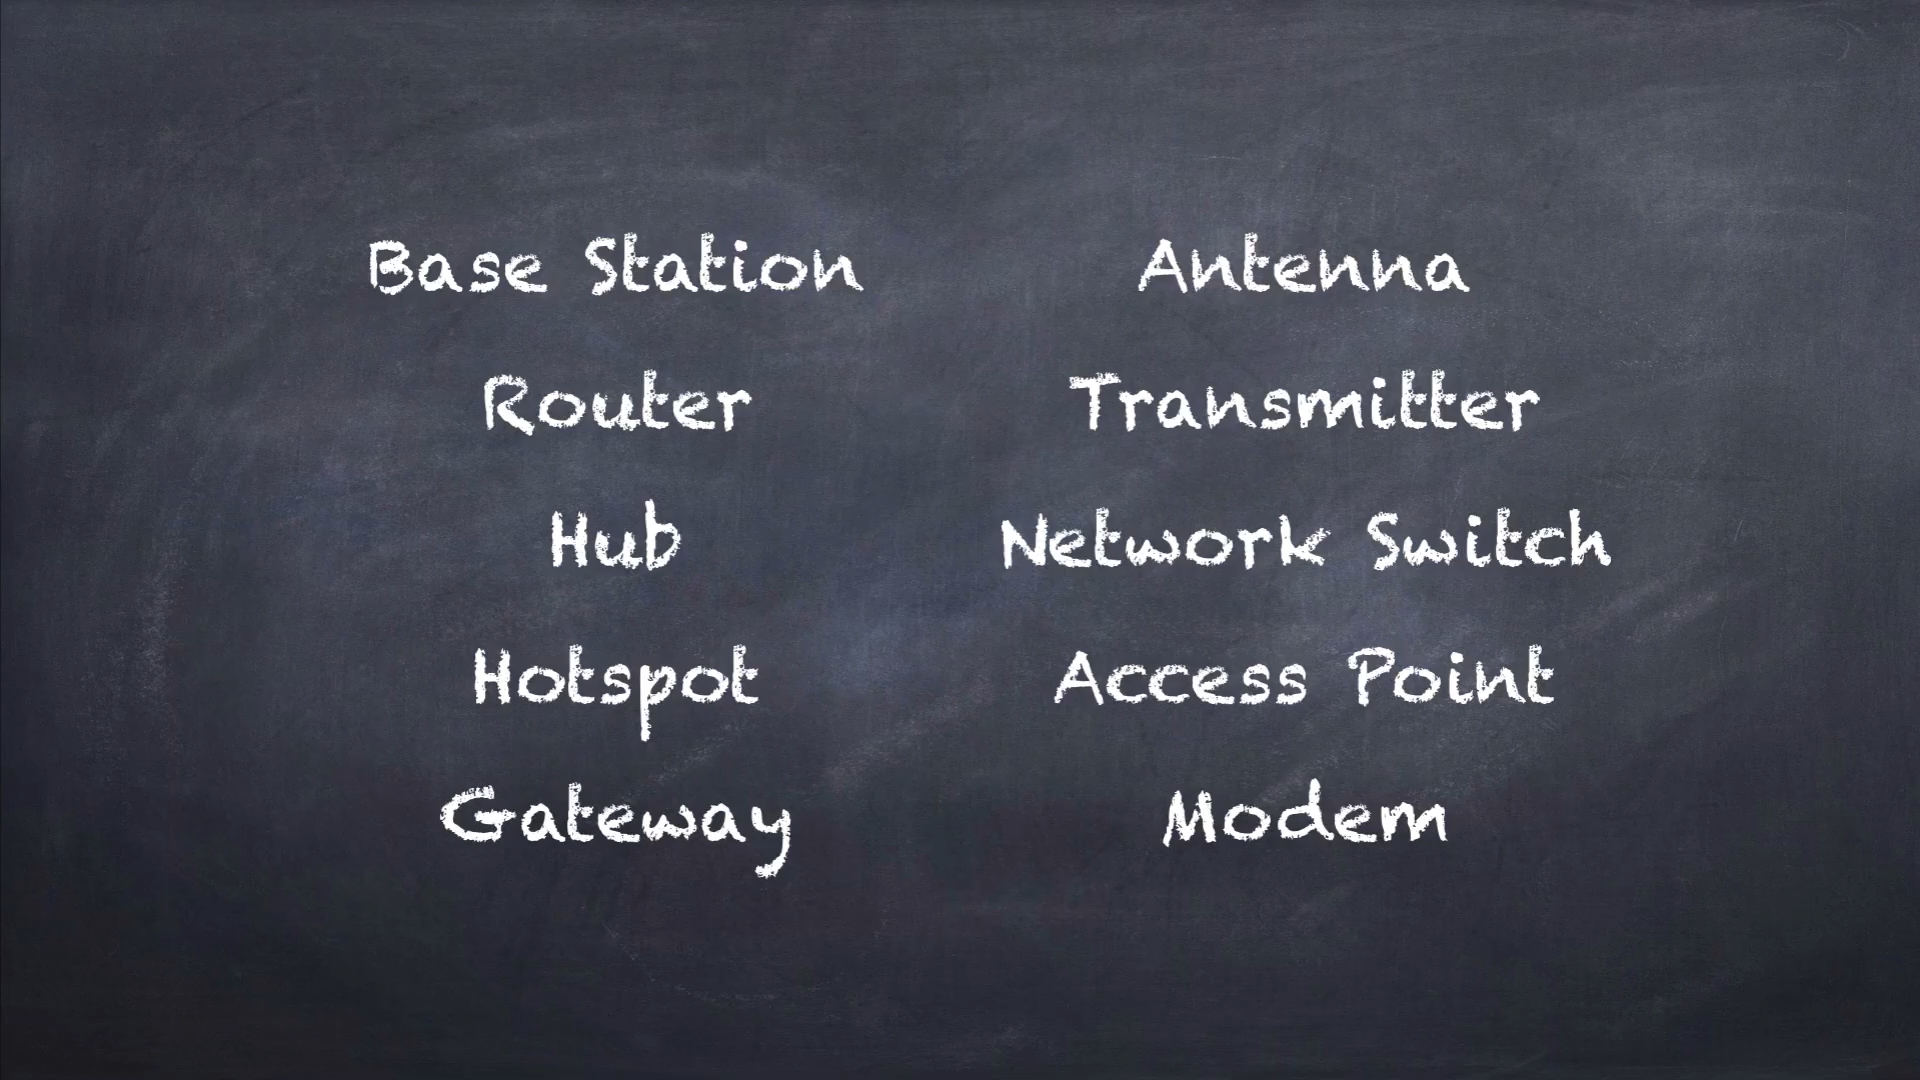 Base Station
Router
Hub
Hotspot
Gateway
Antenna
Transmitter
Network Switch
Access Point
Modem